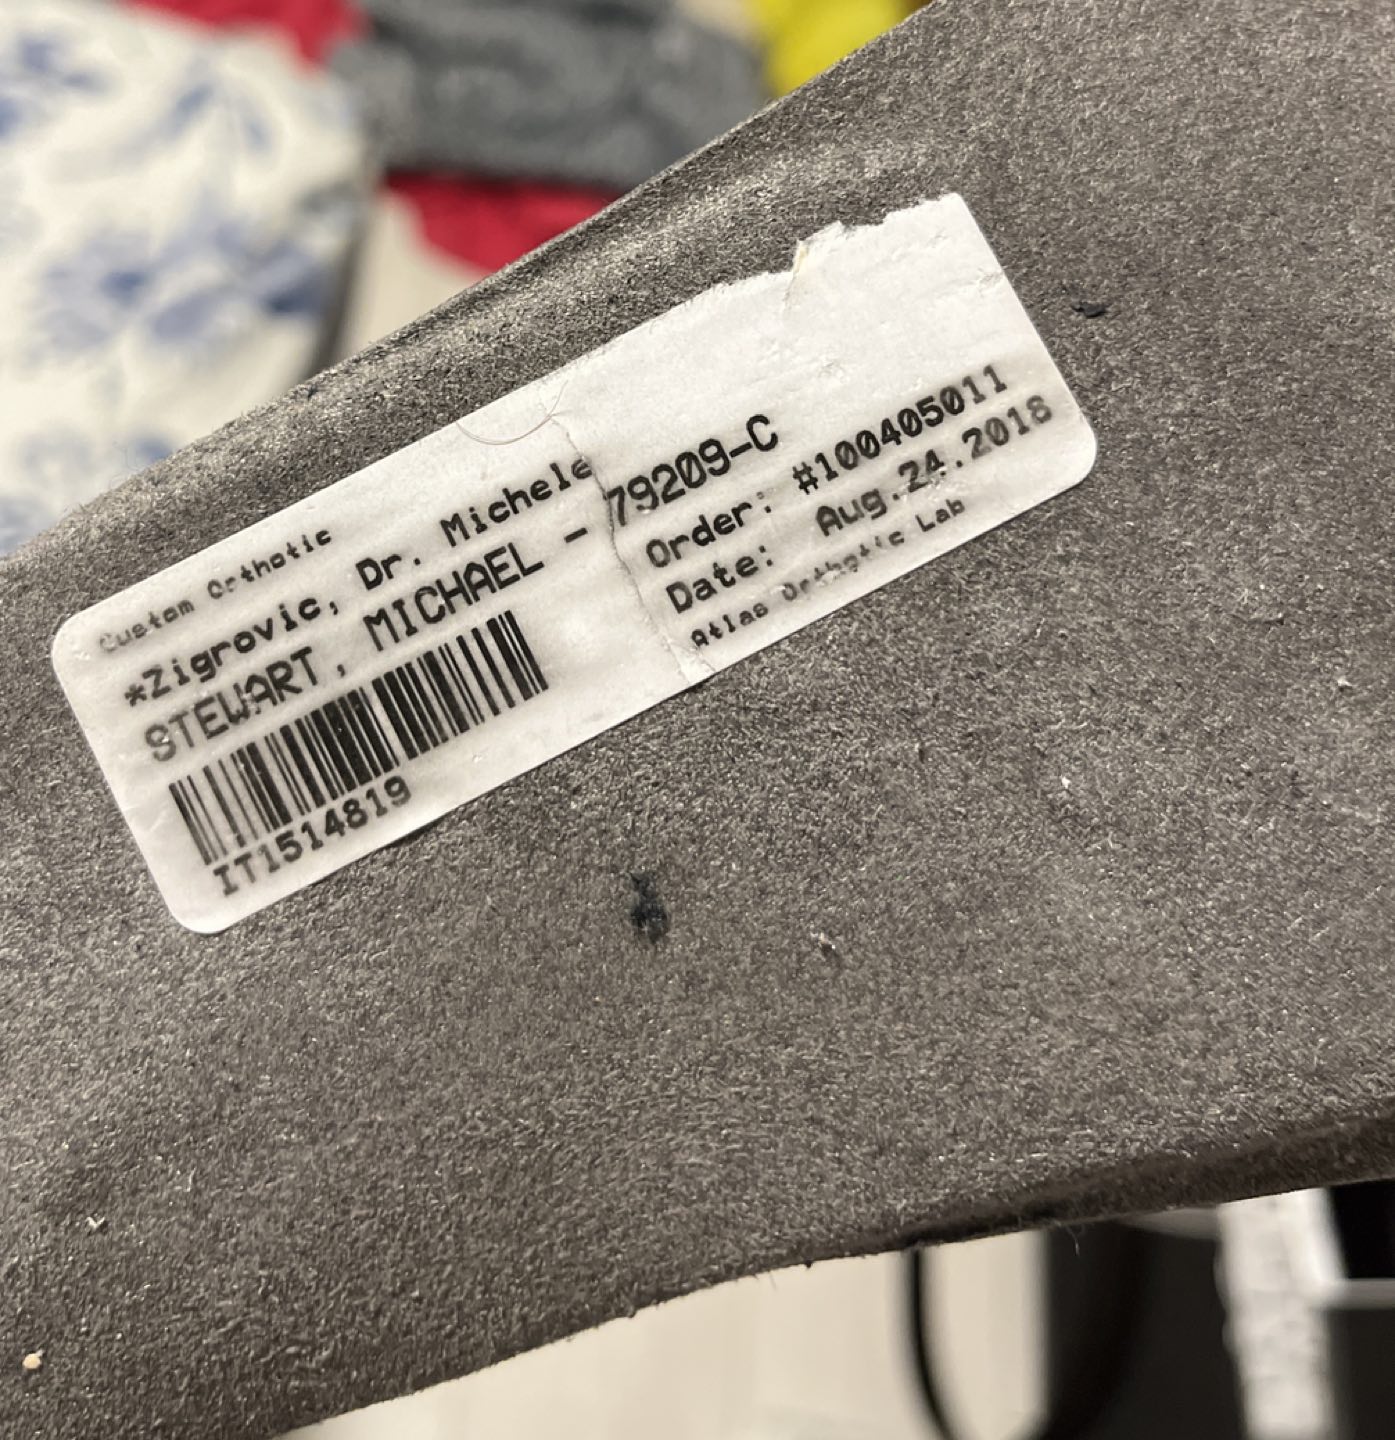 Custom Orthotic
*Zigrovic, Dr. Michele
STEWART, MICHAEL - 79209-C
IT1514819
Order: #100405011
Date: Aug.24.2018
Atlas Orthotic Lab